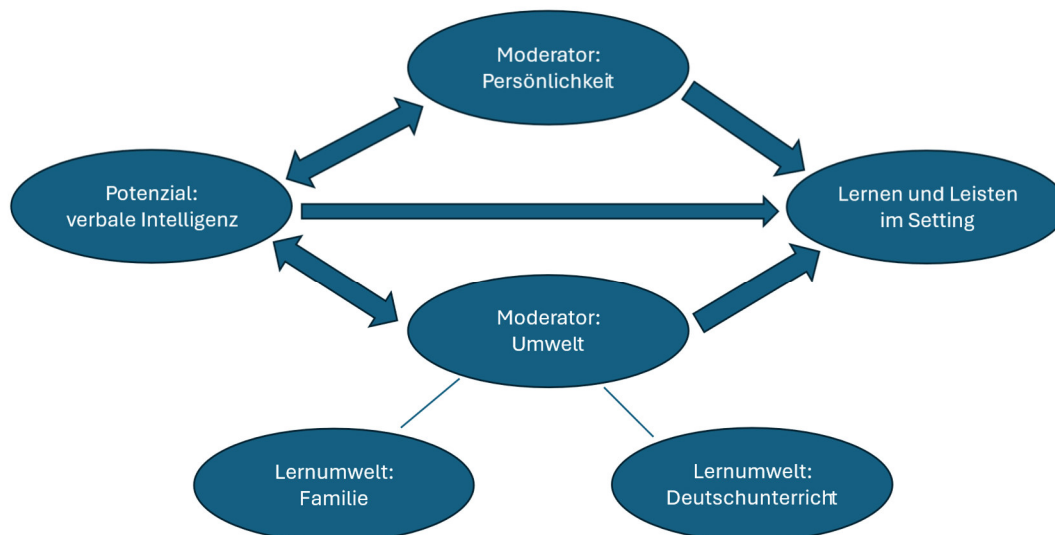 Moderator:
Persönlichkeit
Potenzial:
verbale Intelligenz
Lernen und Leisten
im Setting
Moderator:
Umwelt
Lernumwelt:
Familie
Lernumwelt:
Deutschunterricht